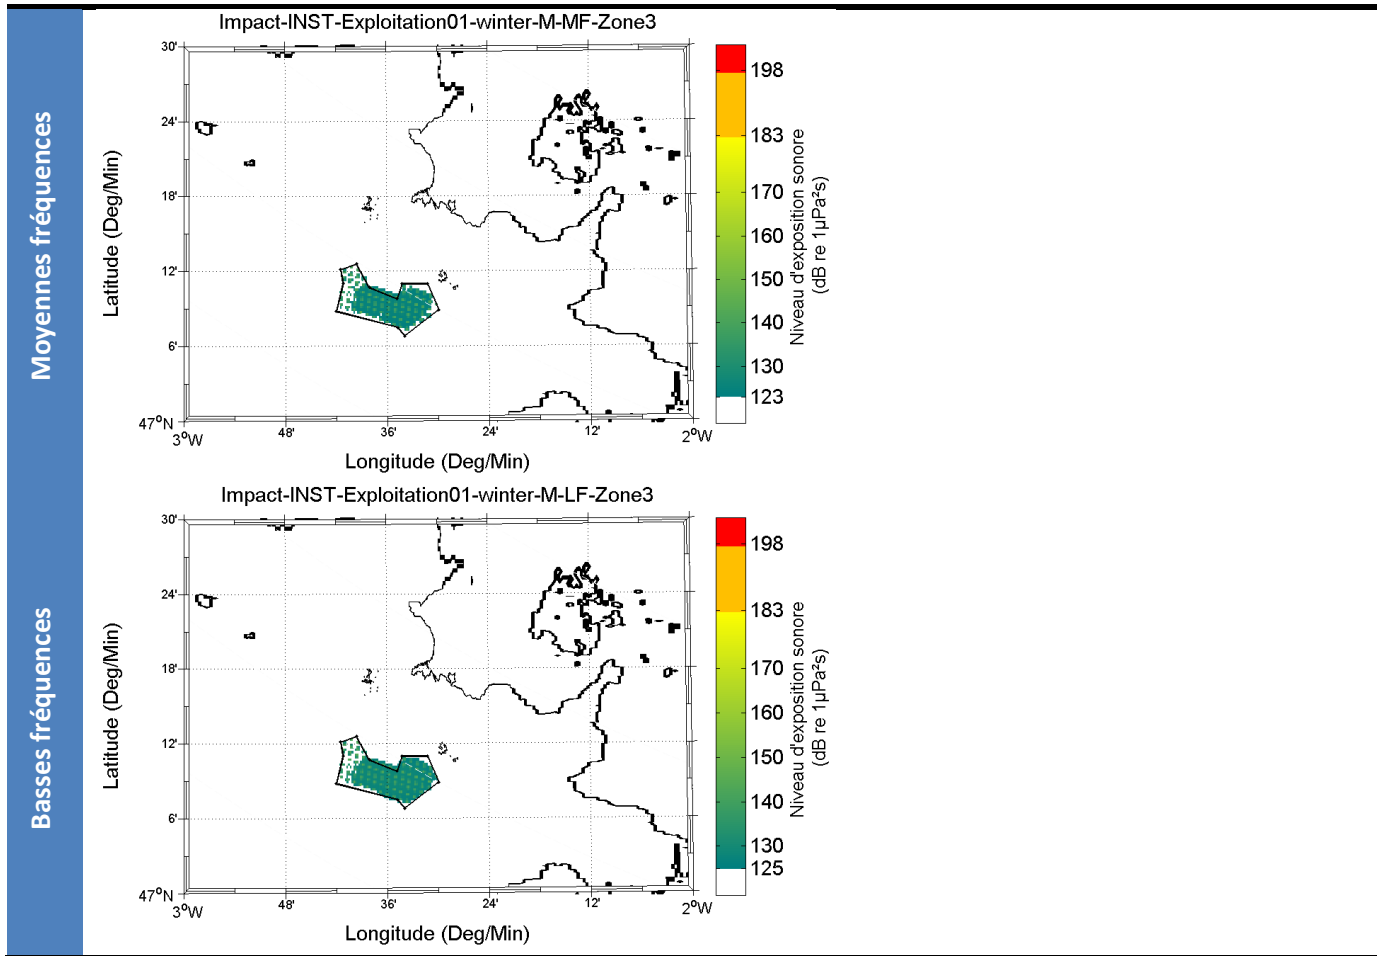 Moyennes fréquences
Impact-INST-Exploitation01-winter-M-MF-Zone3
Latitude (Deg/Min)
30'
24'
18'
12'
6'
47°N
3°W
48'
36'
24'
12'
2°W
Longitude (Deg/Min)
198
183
170
160
150
140
130
123
Niveau d'exposition sonore
(dB re 1µPa²s)
Basses fréquences
Impact-INST-Exploitation01-winter-M-LF-Zone3
Latitude (Deg/Min)
30'
24'
18'
12'
6'
47°N
3°W
48'
36'
24'
12'
2°W
Longitude (Deg/Min)
198
183
170
160
150
140
130
125
Niveau d'exposition sonore
(dB re 1µPa²s)